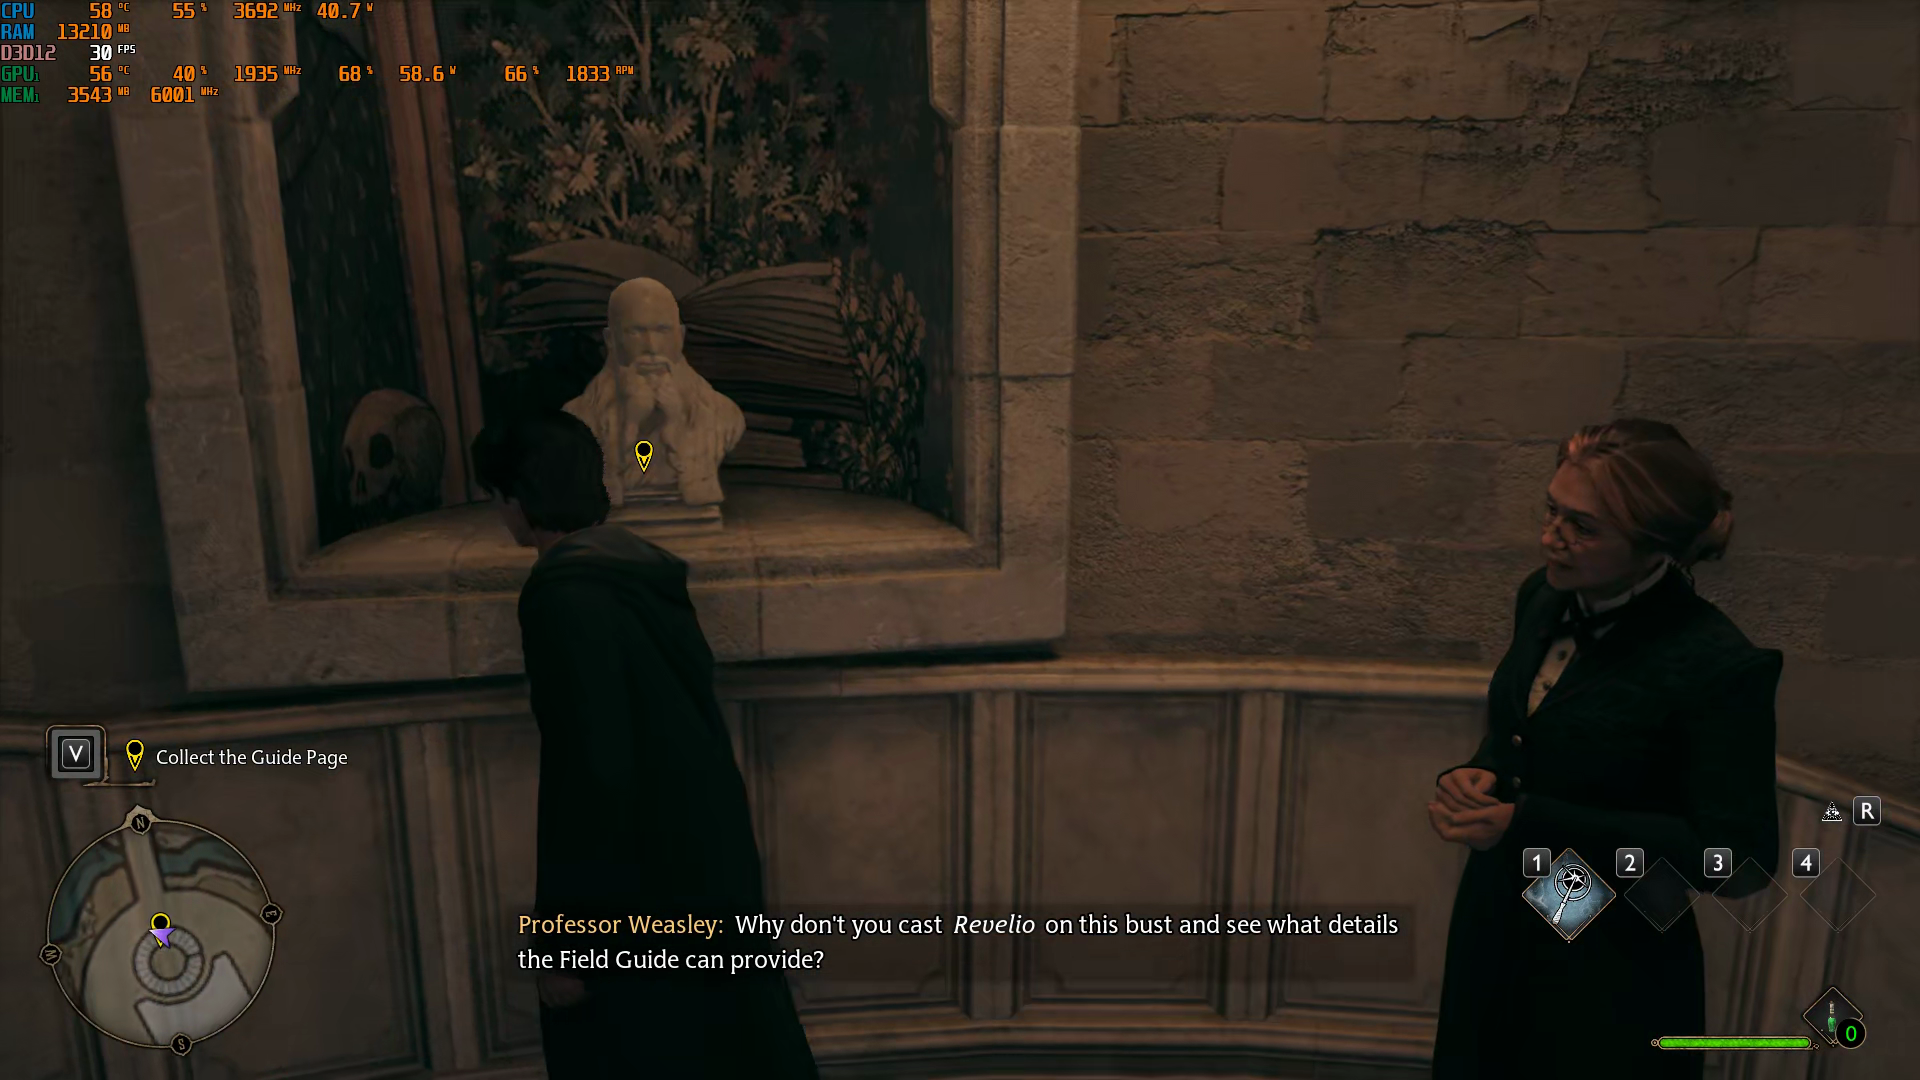 CPU 58 °C 55 % 3692 MHz 40.7 W
RAM 13210 MB
D3D12 30 FPS
GPU1 56 °C 40 % 1935 MHz 68 % 58.6 W 66 % 1833 RPM
MEM1 3543 MB 6001 MHz
V Collect the Guide Page
N
E
W
S
R
1 2 3 4
Professor Weasley: Why don't you cast Revelio on this bust and see what details
the Field Guide can provide?
0